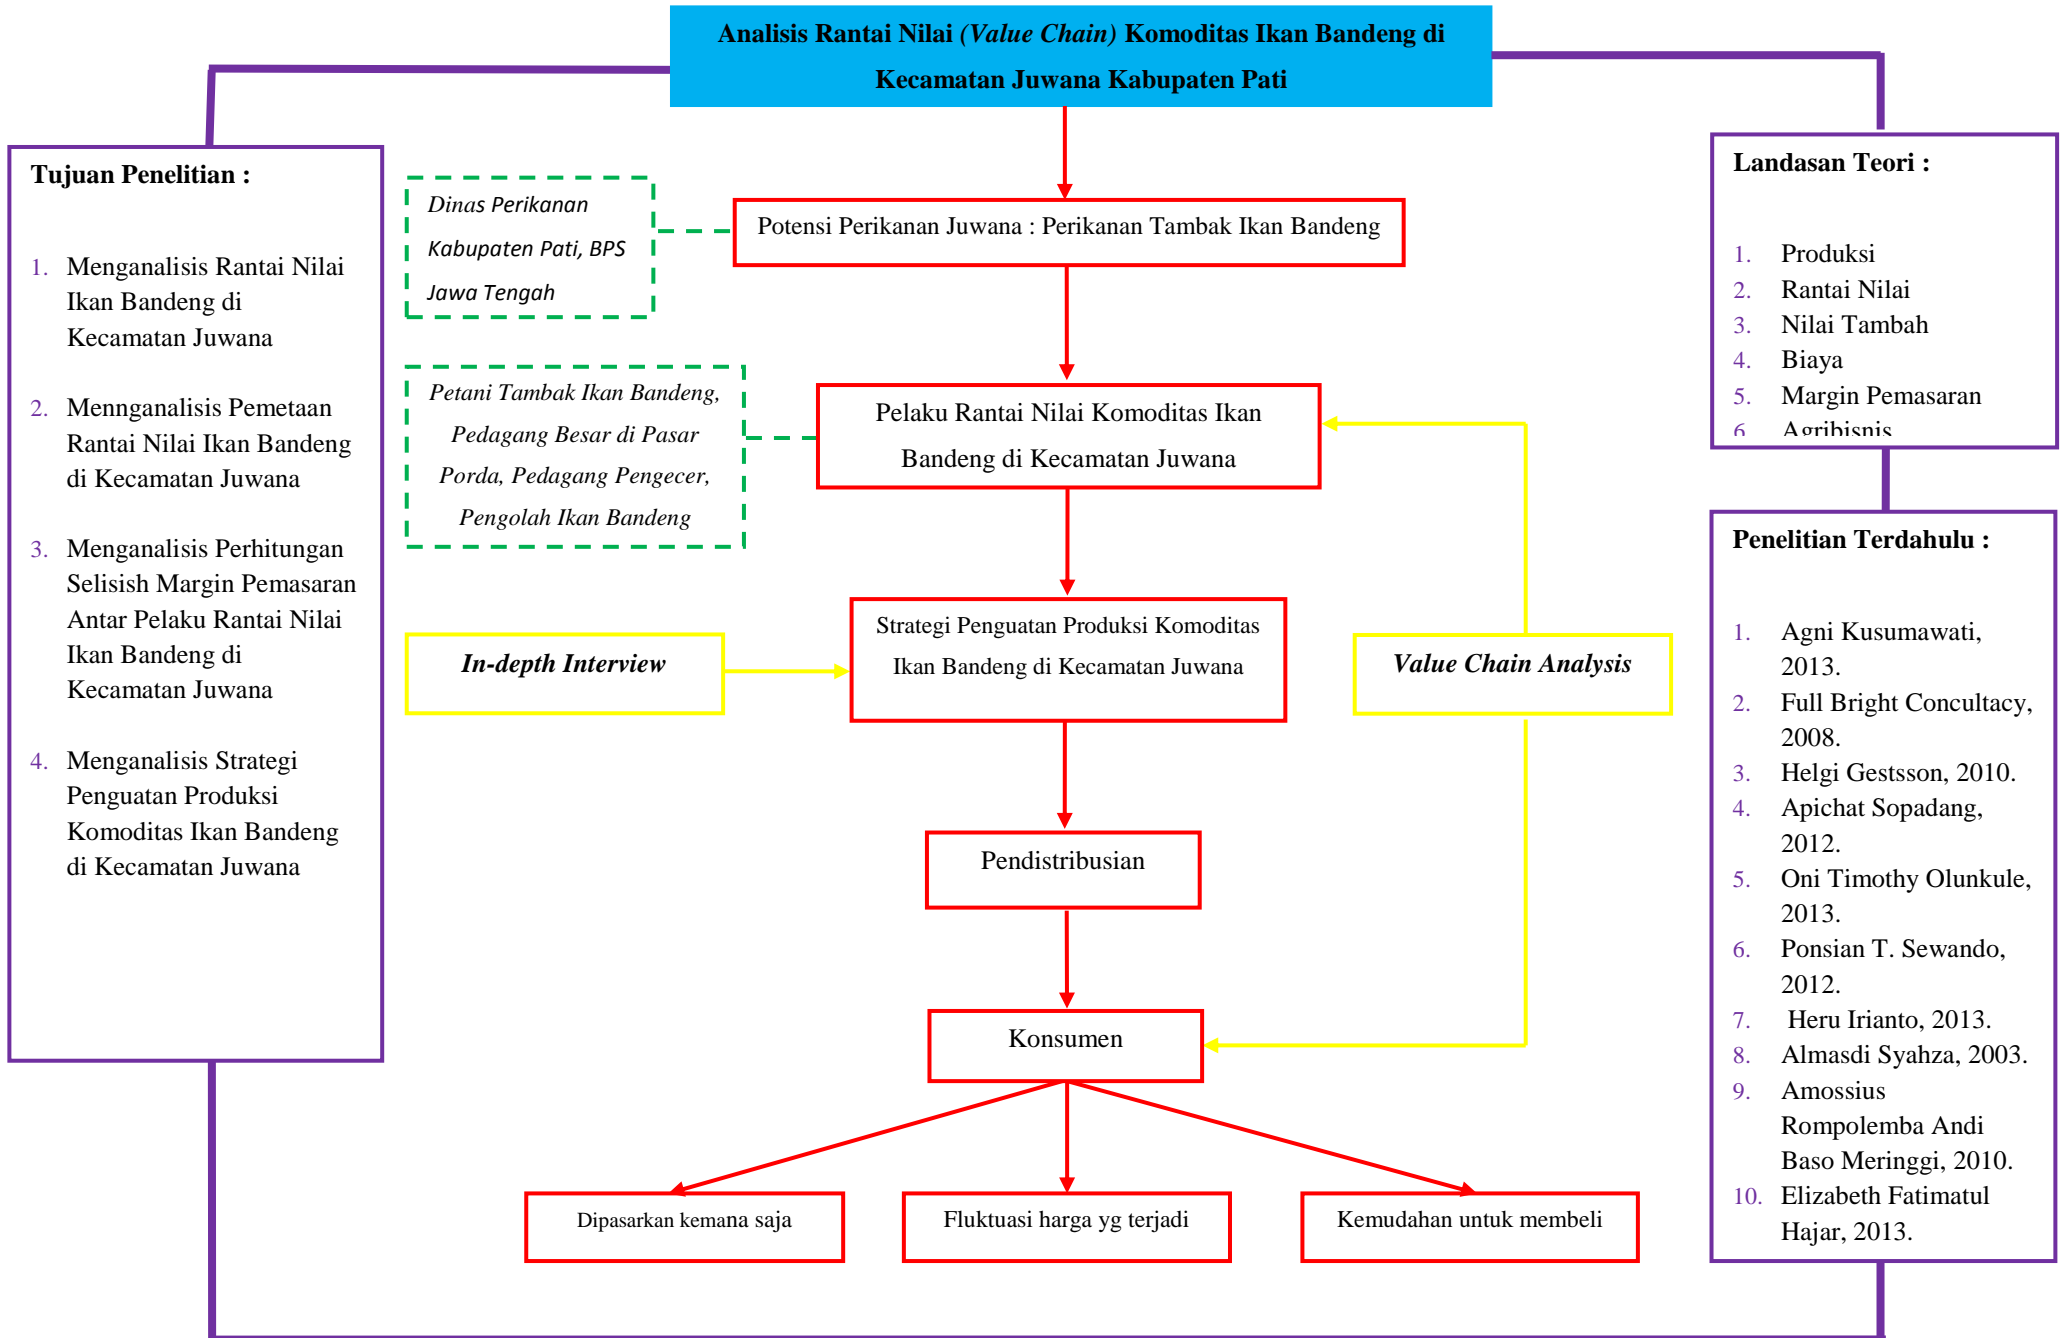 Analisis Rantai Nilai (Value Chain) Komoditas Ikan Bandeng di
Kecamatan Juwana Kabupaten Pati
Tujuan Penelitian :
1. Menganalisis Rantai Nilai
Ikan Bandeng di
Kecamatan Juwana
2. Mennganalisis Pemetaan
Rantai Nilai Ikan Bandeng
di Kecamatan Juwana
3. Menganalisis Perhitungan
Selisish Margin Pemasaran
Antar Pelaku Rantai Nilai
Ikan Bandeng di
Kecamatan Juwana
4. Menganalisis Strategi
Penguatan Produksi
Komoditas Ikan Bandeng
di Kecamatan Juwana
Dinas Perikanan
Kabupaten Pati, BPS
Jawa Tengah
Potensi Perikanan Juwana : Perikanan Tambak Ikan Bandeng
Petani Tambak Ikan Bandeng,
Pedagang Besar di Pasar
Porda, Pedagang Pengecer,
Pengolah Ikan Bandeng
Pelaku Rantai Nilai Komoditas Ikan
Bandeng di Kecamatan Juwana
In-depth Interview
Strategi Penguatan Produksi Komoditas
Ikan Bandeng di Kecamatan Juwana
Value Chain Analysis
Pendistribusian
Konsumen
Dipasarkan kemana saja
Fluktuasi harga yg terjadi
Kemudahan untuk membeli
Landasan Teori :
1. Produksi
2. Rantai Nilai
3. Nilai Tambah
4. Biaya
5. Margin Pemasaran
6. Agribisnis
Penelitian Terdahulu :
1. Agni Kusumawati,
2013.
2. Full Bright Concultacy,
2008.
3. Helgi Gestsson, 2010.
4. Apichat Sopadang,
2012.
5. Oni Timothy Olunkule,
2013.
6. Ponsian T. Sewando,
2012.
7. Heru Irianto, 2013.
8. Almasdi Syahza, 2003.
9. Amossius
Rompolemba Andi
Baso Meringgi, 2010.
10. Elizabeth Fatimatul
Hajar, 2013.